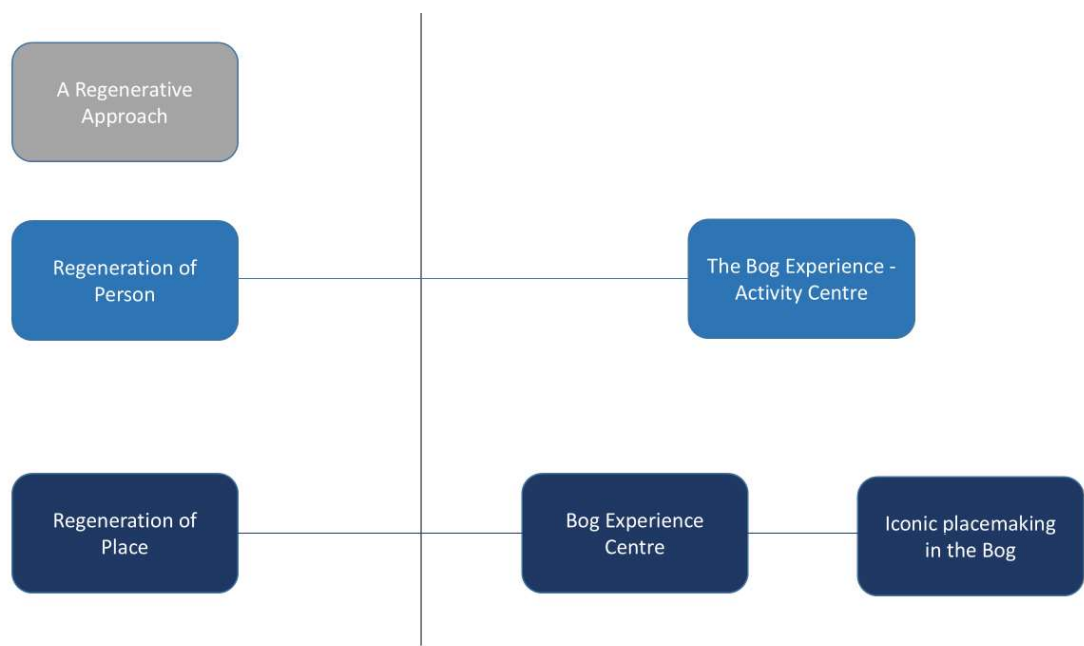 A Regenerative
Approach
Regeneration of
Person
The Bog Experience -
Activity Centre
Regeneration of
Place
Bog Experience
Centre
Iconic placemaking
in the Bog